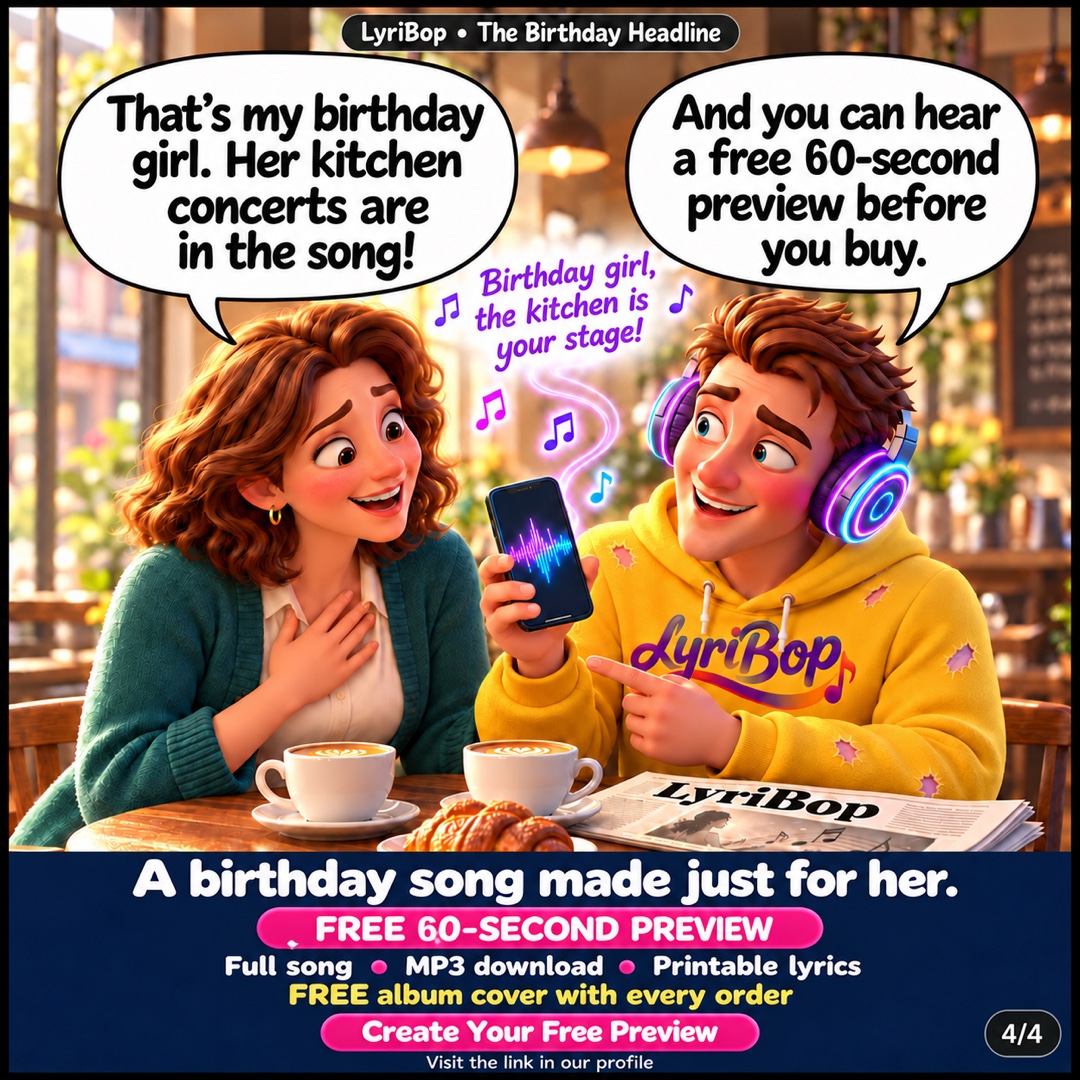 LyriBop • The Birthday Headline
That's my birthday
girl. Her kitchen
concerts are
in the song!
And you can hear
a free 60-second
preview before
you buy.
Birthday girl,
the kitchen is
your stage!
LyriBop
LyriBop
A birthday song made just for her.
FREE 60-SECOND PREVIEW
Full song • MP3 download • Printable lyrics
FREE album cover with every order
Create Your Free Preview
4/4
Visit the link in our profile